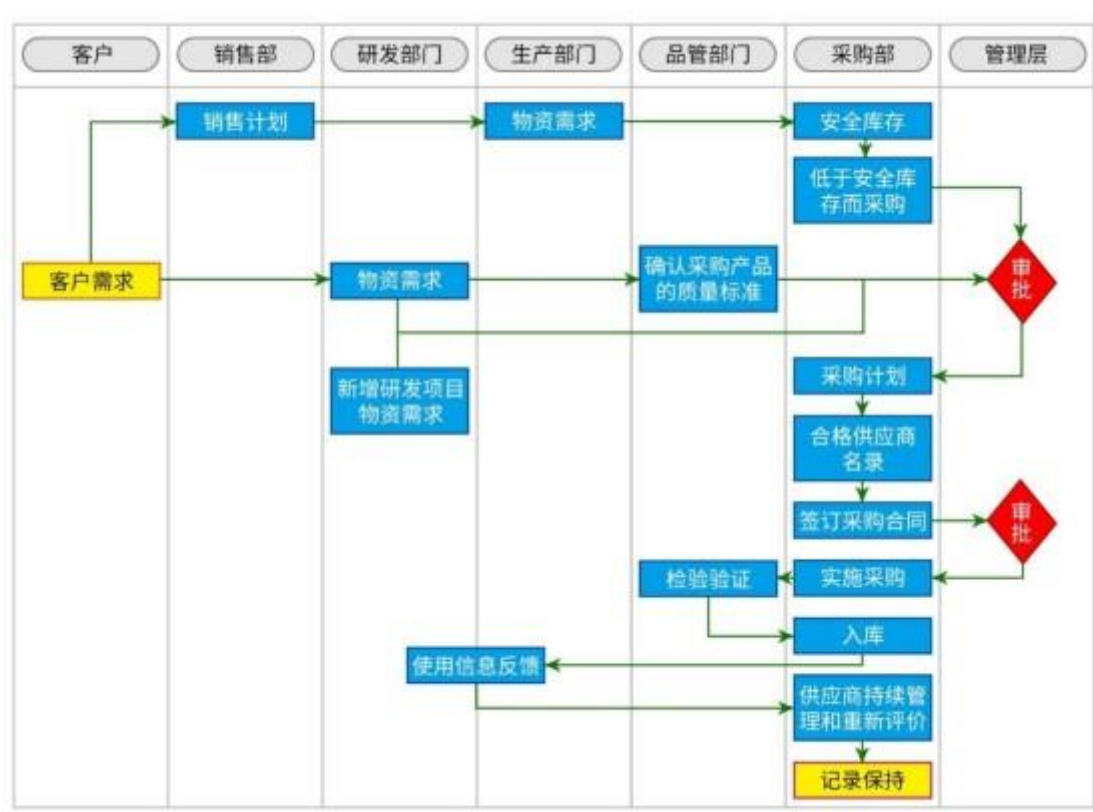 客户
销售部
研发部门
生产部门
品管部门
采购部
管理层
销售计划
物资需求
安全库存
低于安全库
存而采购
客户需求
物资需求
确认采购产品
的质量标准
审
批
采购计划
新增研发项目
物资需求
合格供应商
名录
签订采购合同
审
批
检验验证
实施采购
入库
使用信息反馈
供应商持续管
理和重新评价
记录保持